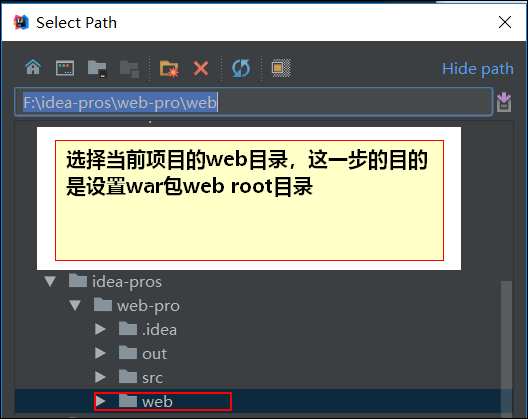 Select Path
Hide path
F:\idea-pros\web-pro\web
选择当前项目的web目录，这一步的目的
是设置war包web root目录
idea-pros
web-pro
.idea
out
src
web